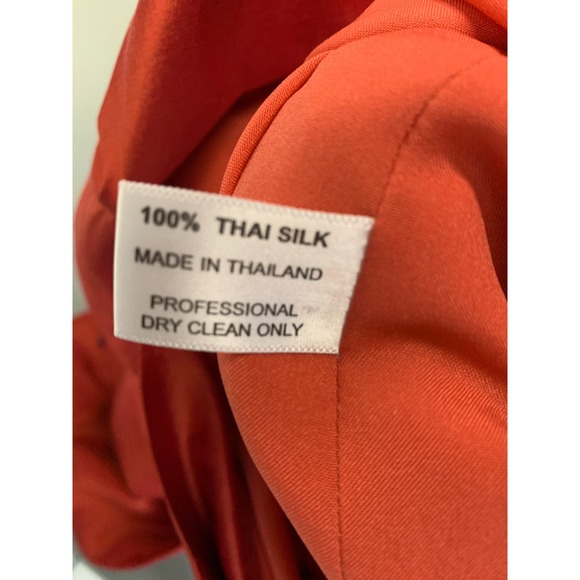 100% THAI SILK
MADE IN THAILAND
PROFESSIONAL
DRY CLEAN ONLY